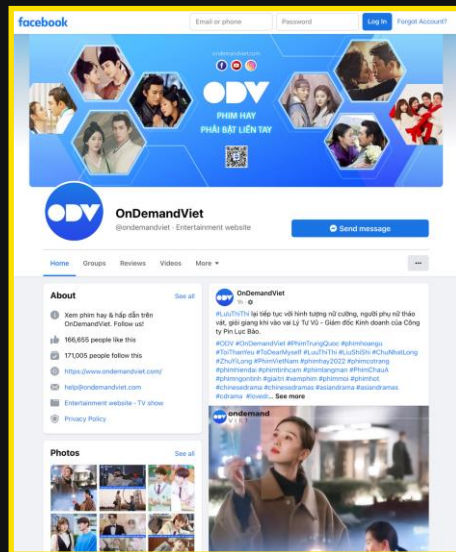 facebook
Email or phone
Password
Log In
Forgot Account?
ondemandviet.com
ODV
PHIM HAY
PHẢI BẬT LIỀN TAY
ODV
OnDemandViet
@ondemandviet · Entertainment website
Send message
Home
Groups
Reviews
Videos
More
About
See all
Xem phim hay & hấp dẫn trên
OnDemandViet. Follow us!
166,655 people like this
171,005 people follow this
https://www.ondemandviet.com/
help@ondemandviet.com
Entertainment website · TV show
Privacy Policy
Photos
See all
ODV
OnDemandViet
1h ·
#LưuThiThi lại tiếp tục với hình tượng nữ cường, người phụ nữ tháo
vát, giỏi giang khi vào vai Lý Tư Vũ - Giám đốc Kinh doanh của Công
ty Pin Lục Bảo.
#ODV #OnDemandViet #PhimTrungQuoc #phimhoangu
#ToiThanYeu #ToDearMyself #LuuThiThi #LiuShiShi #ChuNhatLong
#ZhuYiLong #PhimVietNam #phimhay2022 #phimcotrang
#phimhiendai #phimtinhcam #phimlangman #PhimChauA
#phimngontinh #giaitri #xemphim #phimmoi #phimhot
#chinesedrama #chinesedramas #asiandrama #asiandramas
#cdrama #lovedr... See more
ODV ondemand
VIET